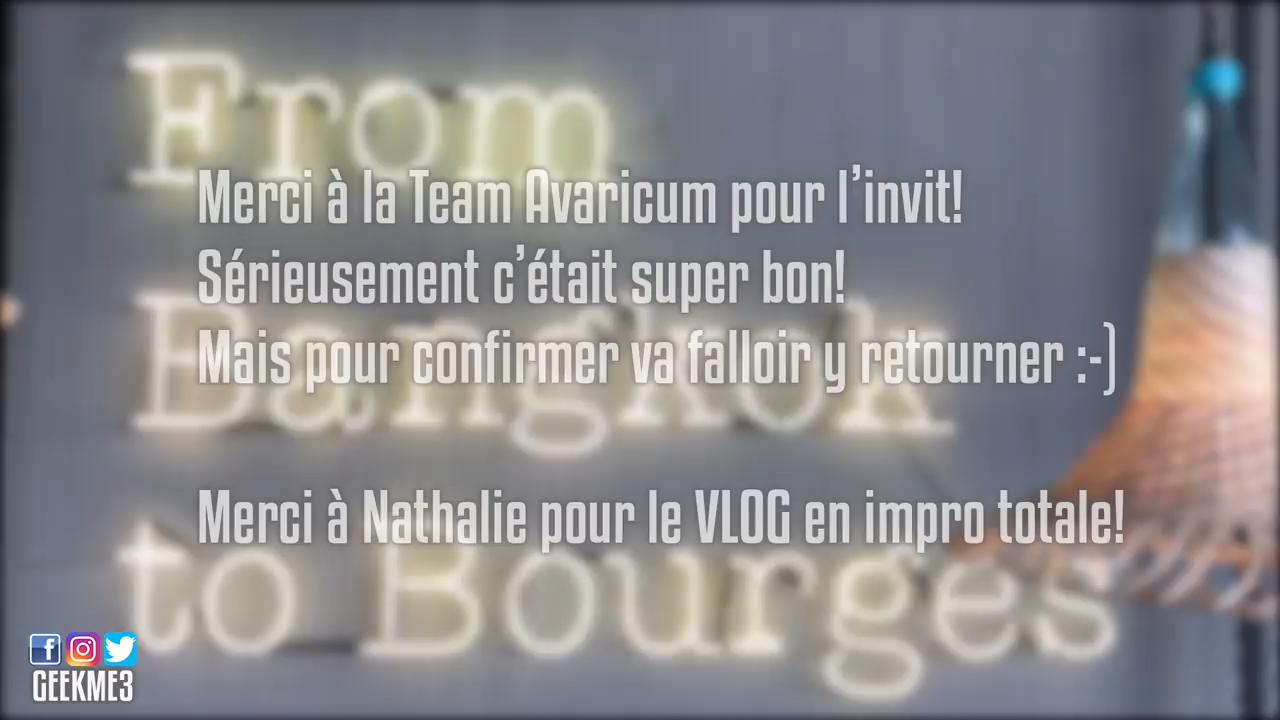 From
Merci à la Team Avaricum pour l'invit!
Sérieusement c'était super bon!
Bangkok
Mais pour confirmer va falloir y retourner :-)
Merci à Nathalie pour le VLOG en impro totale!
to Bourges
GEEKME3